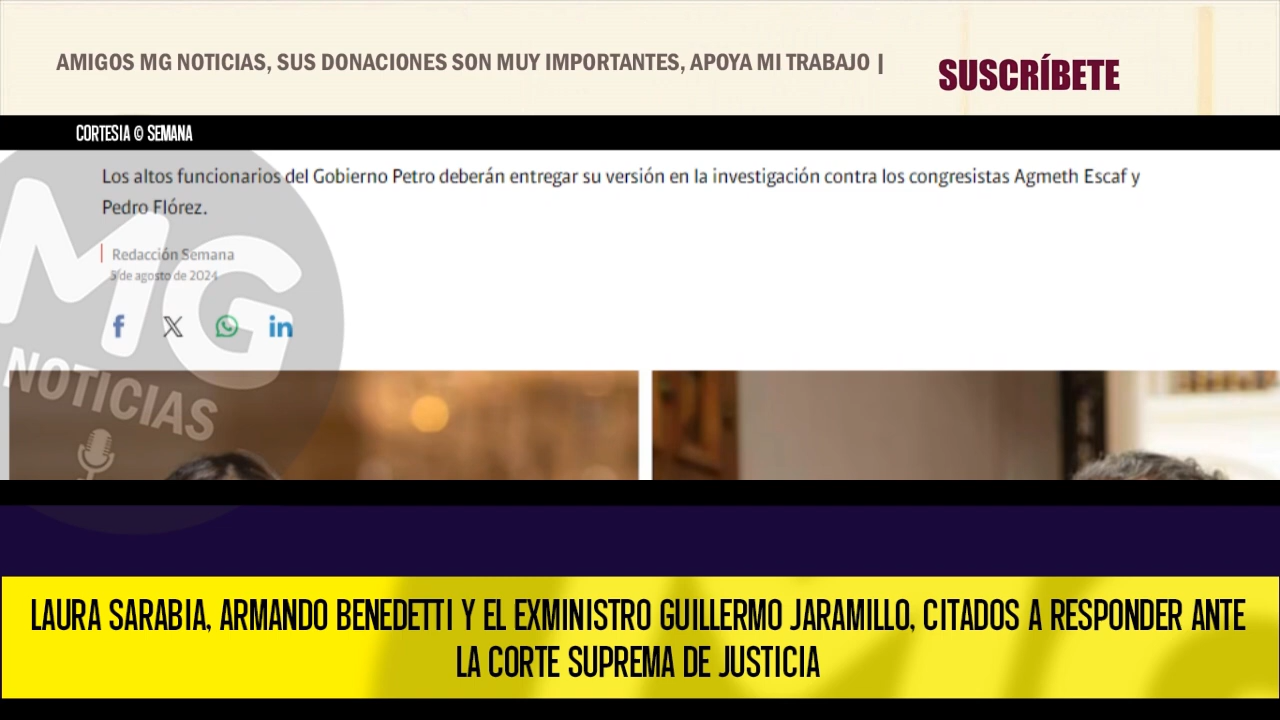 AMIGOS MG NOTICIAS, SUS DONACIONES SON MUY IMPORTANTES, APOYA MI TRABAJO |
SUSCRÍBETE
CORTESIA © SEMANA
Los altos funcionarios del Gobierno Petro deberán entregar su versión en la investigación contra los congresistas Agmeth Escaf y
Pedro Flórez.
Redacción Semana
5 de agosto de 2024
MG
NOTICIAS
LAURA SARABIA, ARMANDO BENEDETTI Y EL EXMINISTRO GUILLERMO JARAMILLO, CITADOS A RESPONDER ANTE
LA CORTE SUPREMA DE JUSTICIA